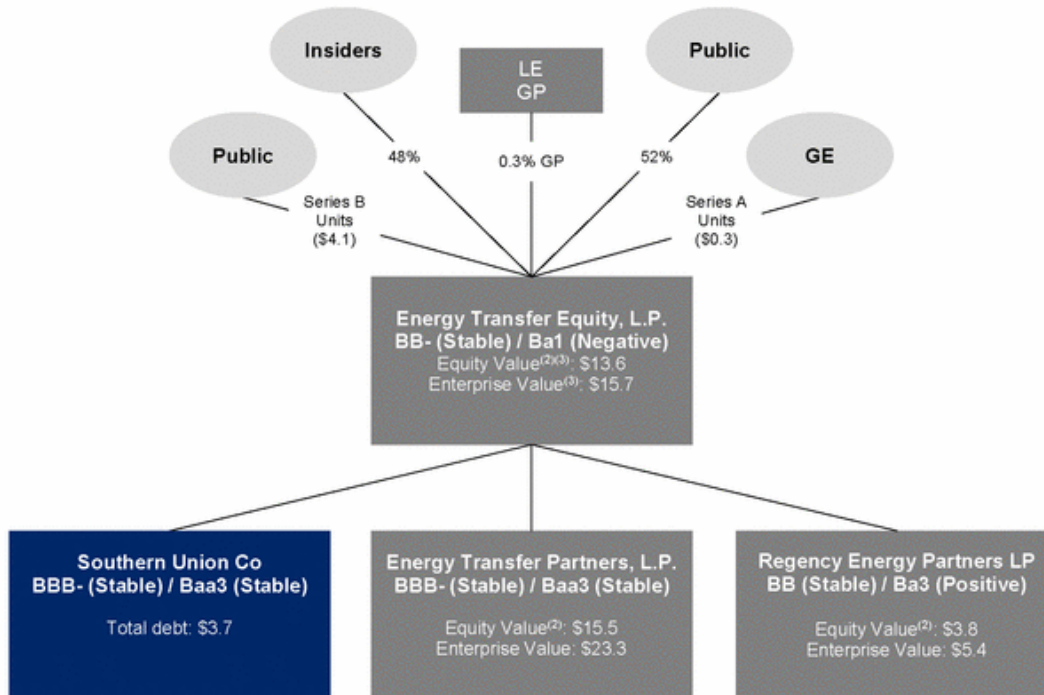 Insiders
LE
GP
Public
Public
48%
0.3% GP
52%
GE
Series B
Units
($4.1)
Series A
Units
($0.3)
Energy Transfer Equity, L.P.
BB- (Stable) / Ba1 (Negative)
Equity Value(2)(3): $13.6
Enterprise Value(3): $15.7
Southern Union Co
BBB- (Stable) / Baa3 (Stable)
Total debt: $3.7
Energy Transfer Partners, L.P.
BBB- (Stable) / Baa3 (Stable)
Equity Value(2): $15.5
Enterprise Value: $23.3
Regency Energy Partners LP
BB (Stable) / Ba3 (Positive)
Equity Value(2): $3.8
Enterprise Value: $5.4